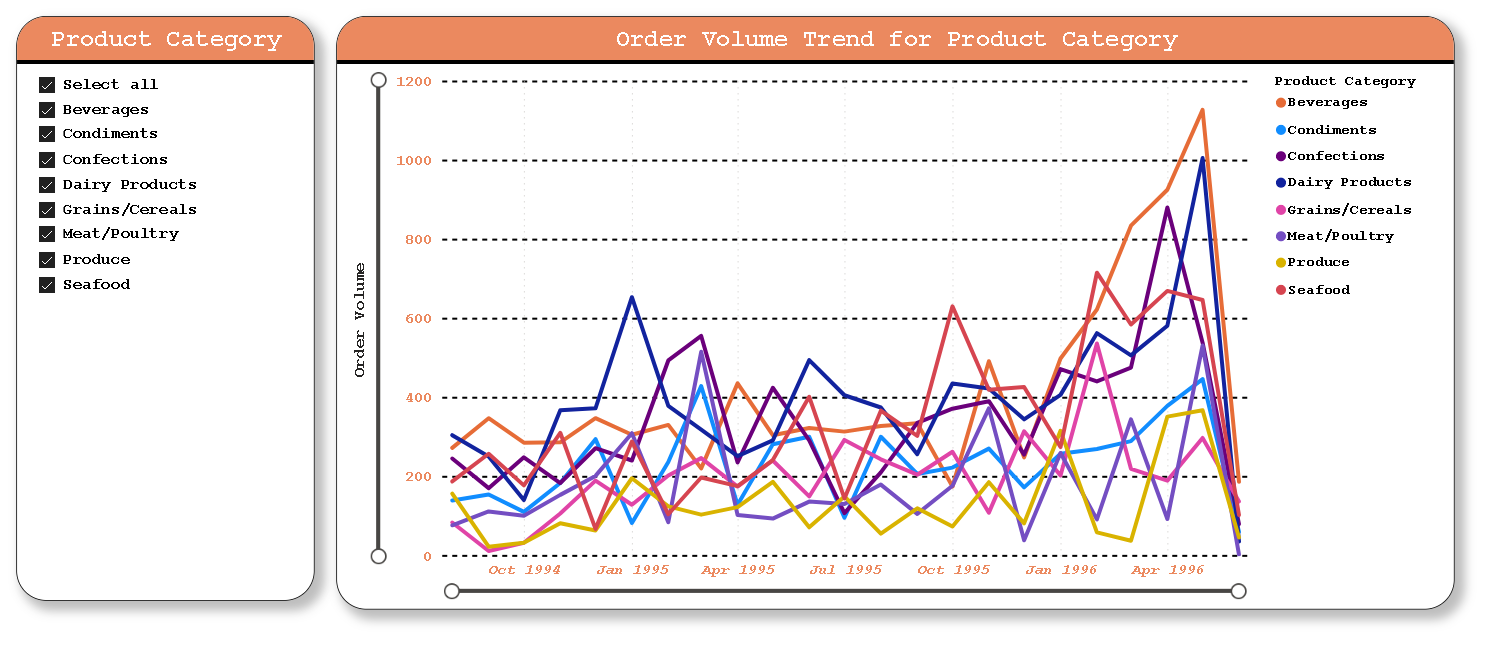 Product Category
Select all
Beverages
Condiments
Confections
Dairy Products
Grains/Cereals
Meat/Poultry
Produce
Seafood
Order Volume Trend for Product Category
Order Volume
1200
1000
800
600
400
200
0
Oct 1994 Jan 1995 Apr 1995 Jul 1995 Oct 1995 Jan 1996 Apr 1996
Product Category
Beverages
Condiments
Confections
Dairy Products
Grains/Cereals
Meat/Poultry
Produce
Seafood